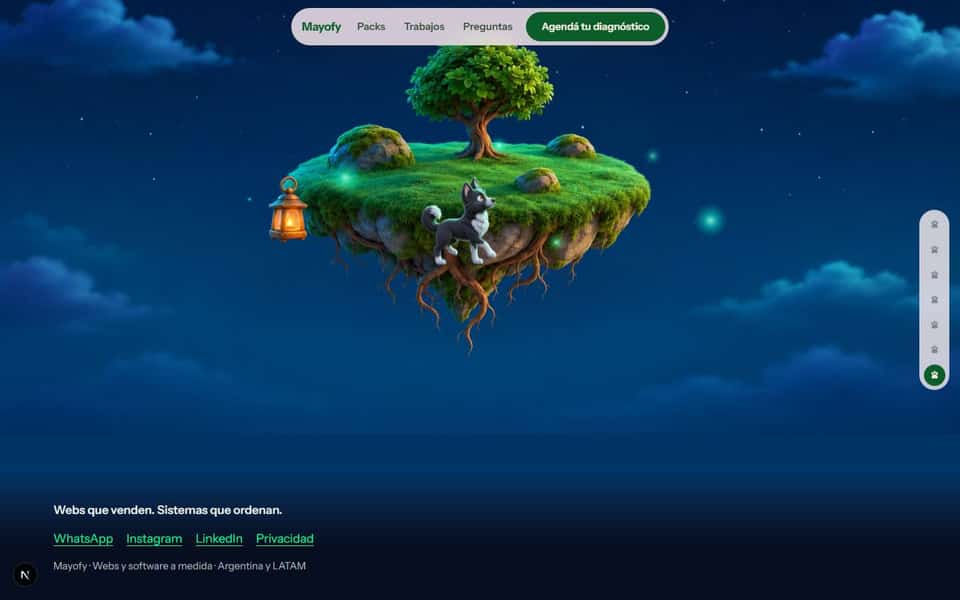 Mayofy Packs Trabajos Preguntas Agendá tu diagnóstico
Webs que venden. Sistemas que ordenan.
WhatsApp Instagram LinkedIn Privacidad
Mayofy · Webs y software a medida · Argentina y LATAM
N